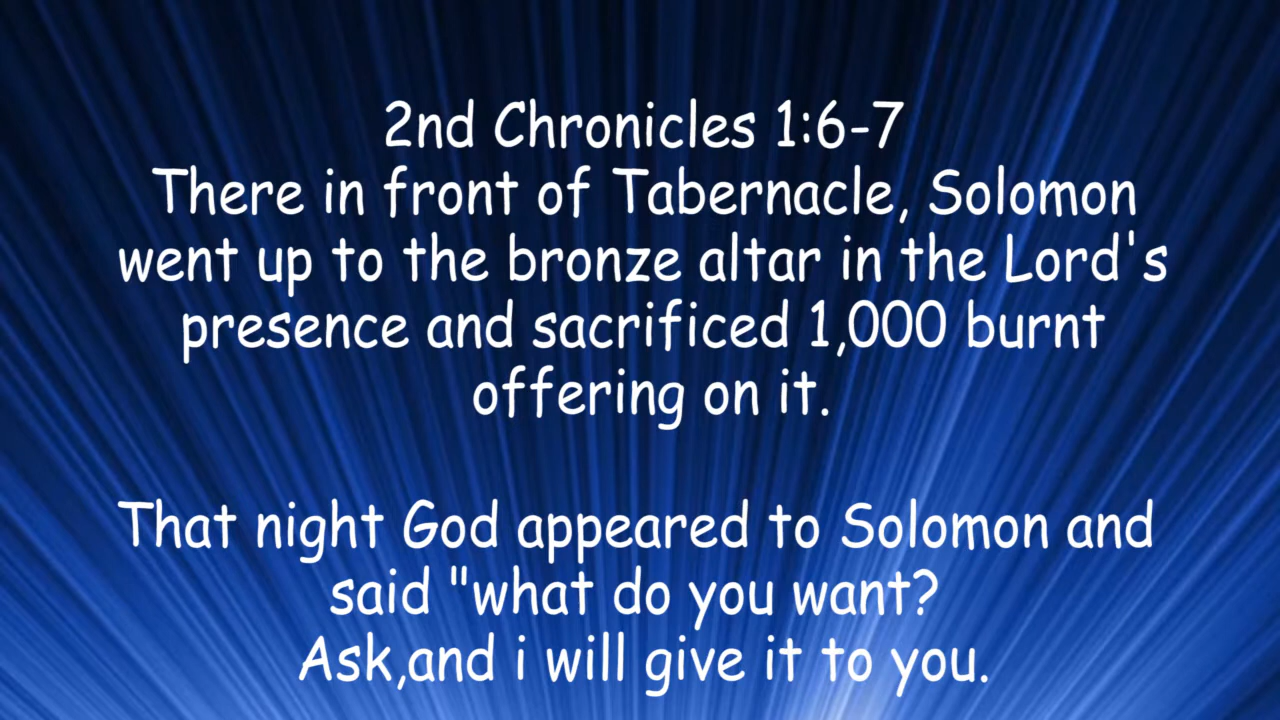 2nd Chronicles 1:6-7
There in front of Tabernacle, Solomon
went up to the bronze altar in the Lord's
presence and sacrificed 1,000 burnt
offering on it.
That night God appeared to Solomon and
said "what do you want?
Ask,and i will give it to you.